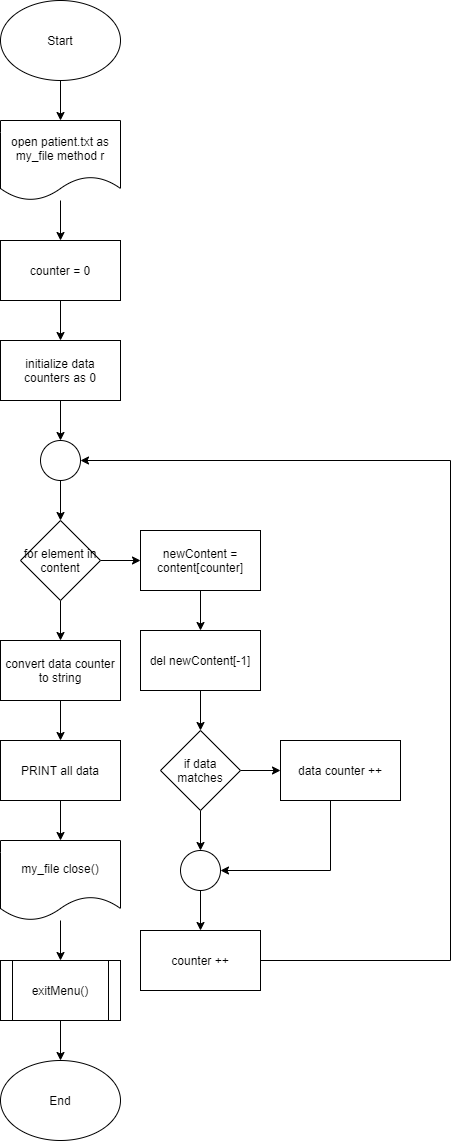 Start
open patient.txt as
my_file method r
counter = 0
initialize data
counters as 0
for element in
content
newContent =
content[counter]
convert data counter
to string
del newContent[-1]
PRINT all data
if data
matches
data counter ++
my_file close()
counter ++
exitMenu()
End